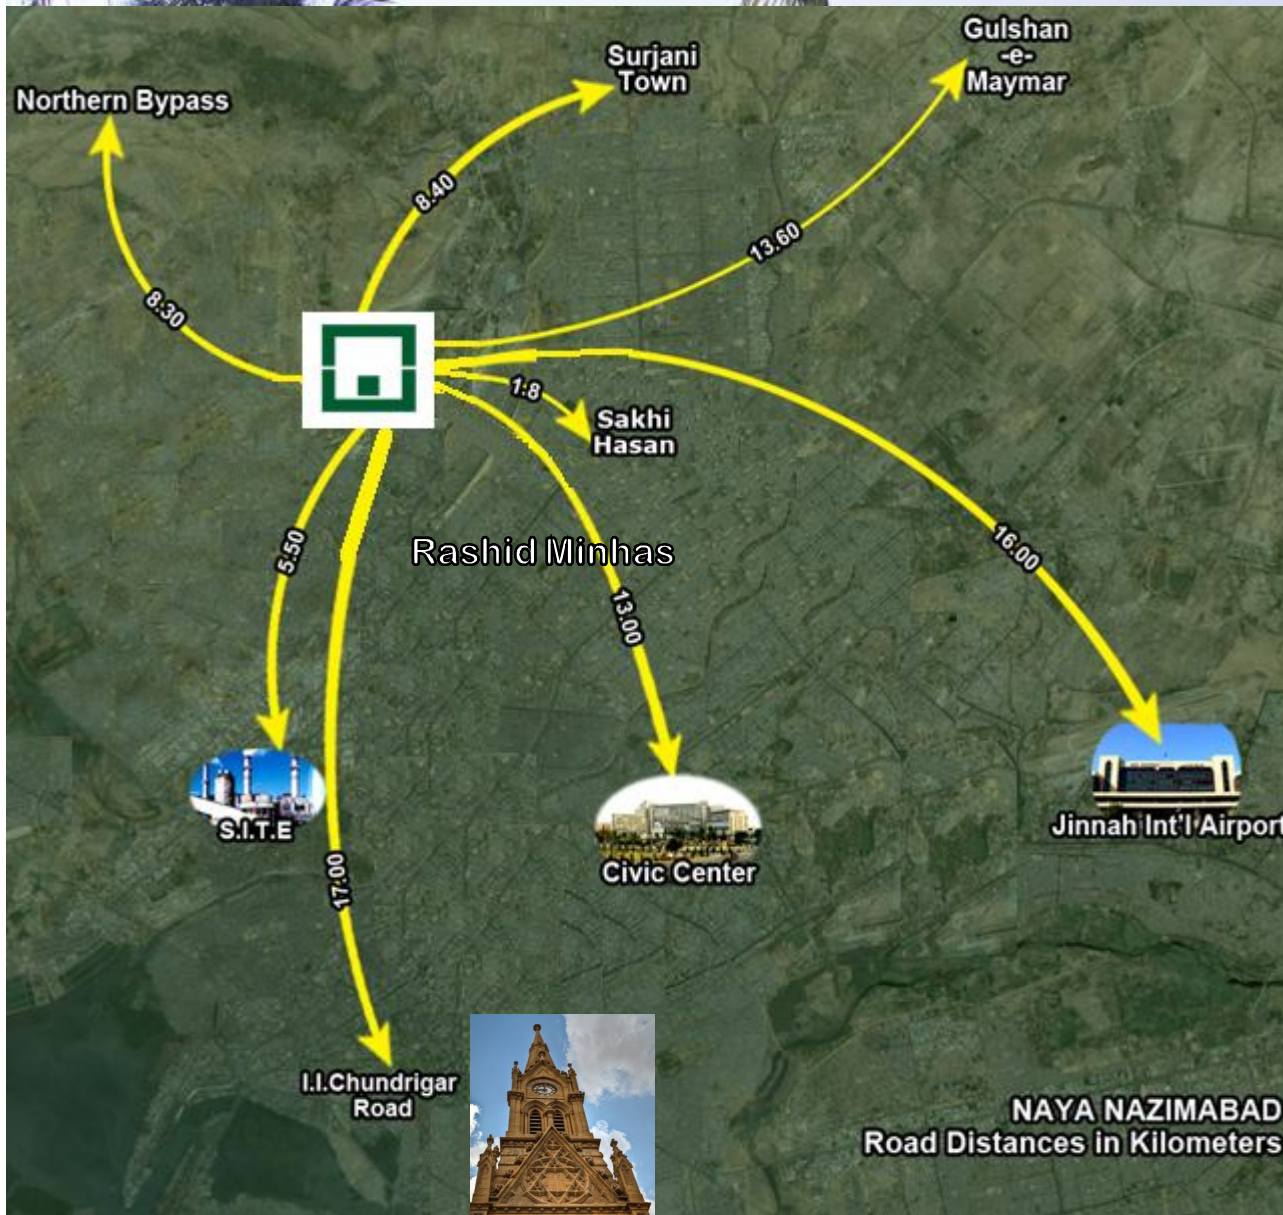 Gulshan
-e-
Maymar
Surjani
Town
Northern Bypass
8.40
13.60
8.30
1.8
Sakhi
Hasan
16.00
5.50
Rashid Minhas
13.00
S.I.T.E
Jinnah Int'l Airport
Civic Center
17.00
I.I.Chundrigar
Road
NAYA NAZIMABAD
Road Distances in Kilometers